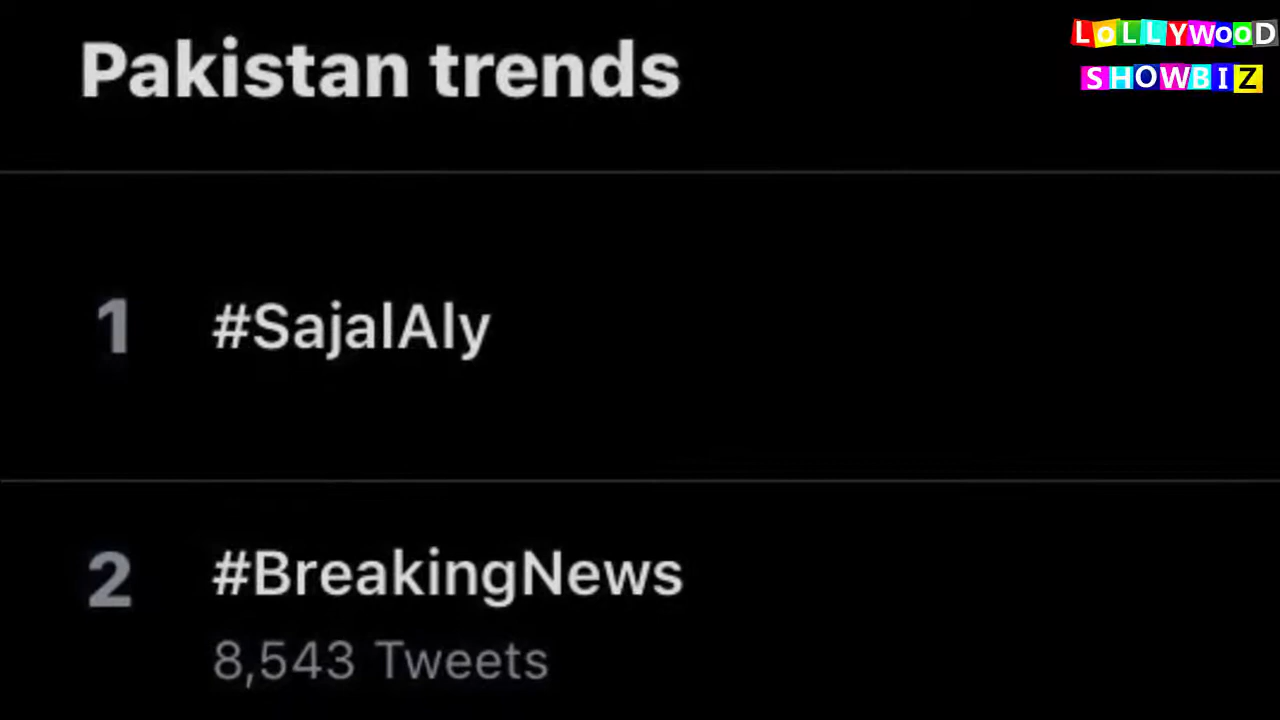 Pakistan trends
LOLLYWOOD
SHOWBIZ
1 #SajalAly
2 #BreakingNews
8,543 Tweets